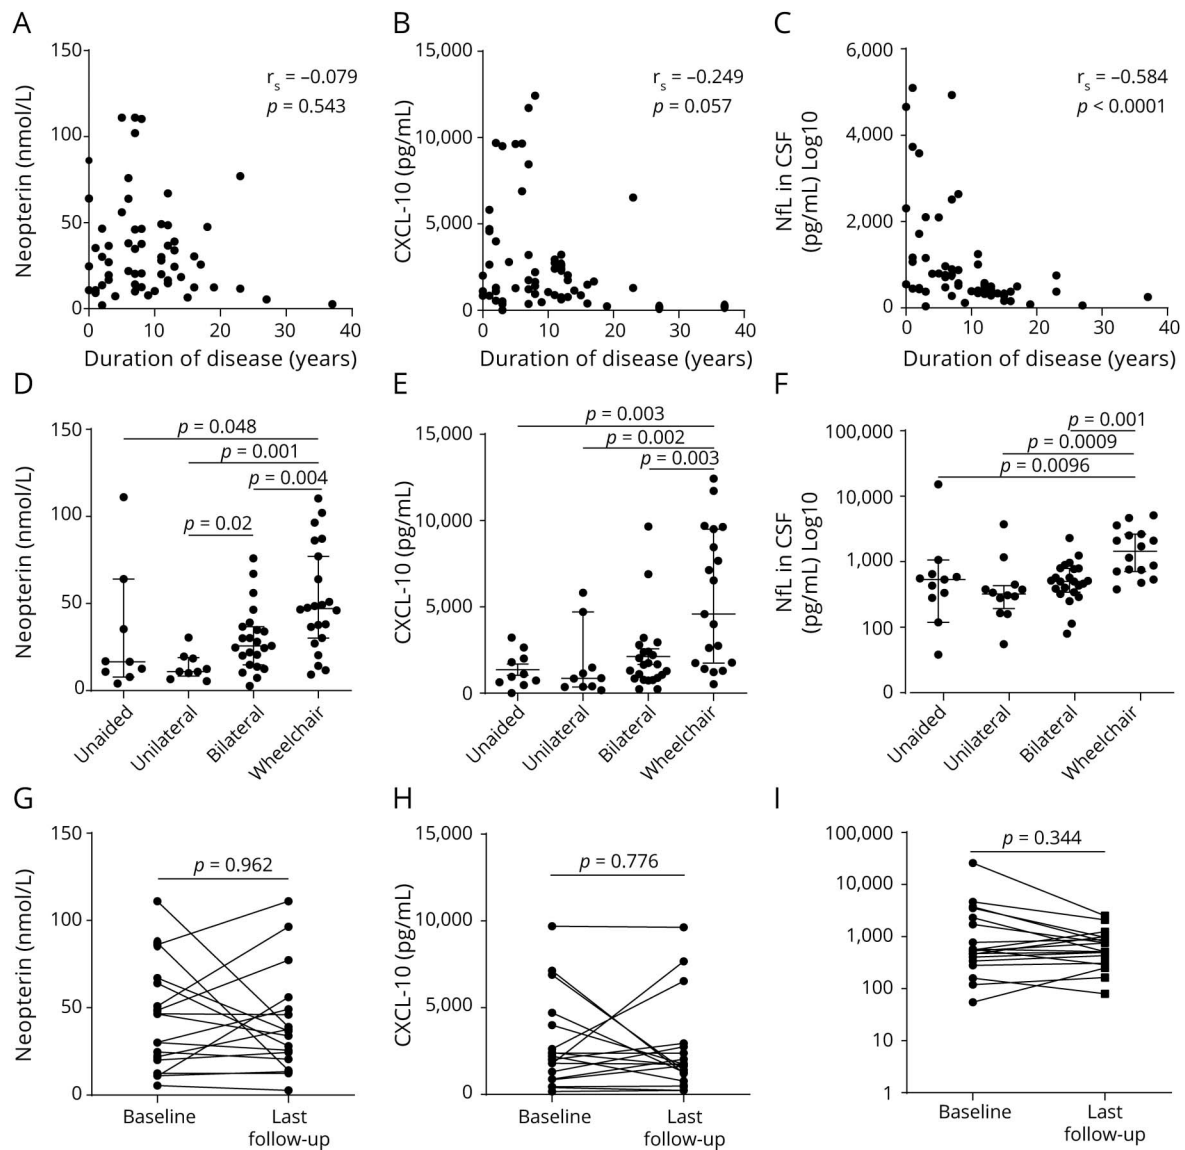 A
Neopterin (nmol/L)
150
100
50
0
r_s = –0.079
p = 0.543
0 10 20 30 40
Duration of disease (years)
B
CXCL-10 (pg/mL)
15,000
10,000
5,000
0
r_s = –0.249
p = 0.057
0 10 20 30 40
Duration of disease (years)
C
NfL in CSF
(pg/mL) Log10
6,000
4,000
2,000
0
r_s = –0.584
p < 0.0001
0 10 20 30 40
Duration of disease (years)
D
Neopterin (nmol/L)
150
100
50
0
p = 0.048
p = 0.001
p = 0.004
p = 0.02
Unaided
Unilateral
Bilateral
Wheelchair
E
CXCL-10 (pg/mL)
15,000
10,000
5,000
0
p = 0.003
p = 0.002
p = 0.003
Unaided
Unilateral
Bilateral
Wheelchair
F
NfL in CSF
(pg/mL) Log10
100,000
10,000
1,000
100
0
p = 0.001
p = 0.0009
p = 0.0096
Unaided
Unilateral
Bilateral
Wheelchair
G
Neopterin (nmol/L)
150
100
50
0
p = 0.962
Baseline
Last
follow-up
H
CXCL-10 (pg/mL)
15,000
10,000
5,000
0
p = 0.776
Baseline
Last
follow-up
I
100,000
10,000
1,000
100
10
1
p = 0.344
Baseline
Last
follow-up